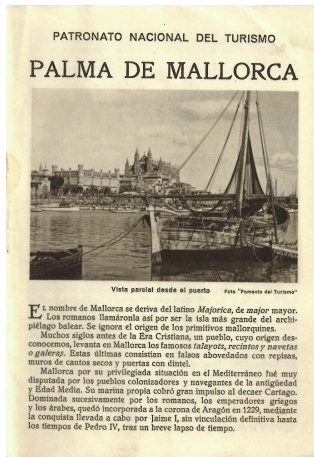 PATRONATO NACIONAL DEL TURISMO
PALMA DE MALLORCA
Vista parcial desde el puerto Foto "Fomento del Turismo"
EL nombre de Mallorca se deriva del latino Majorica, de major mayor.
Los romanos llamáronla así por ser la isla más grande del archi-
piélago balear. Se ignora el origen de los primitivos mallorquines.
Muchos siglos antes de la Era Cristiana, un pueblo, cuyo origen des-
conocemos, levanta en Mallorca los famosos talayots, recintos y navetas
o galeras. Estas últimas consistían en falsos abovedados con repisas,
muros de cantos secos y puertas con dintel.
Mallorca por su privilegiada situación en el Mediterráneo fué muy
disputada por los pueblos colonizadores y navegantes de la antigüedad
y Edad Media. Su marina propia cobró gran impulso al decaer Cartago.
Dominada sucesivamente por los romanos, los emperadores griegos
y los árabes, quedó incorporada a la corona de Aragón en 1229, mediante
la conquista llevada a cabo por Jaime I, sin vinculación definitiva hasta
los tiempos de Pedro IV, tras un breve lapso de tiempo.